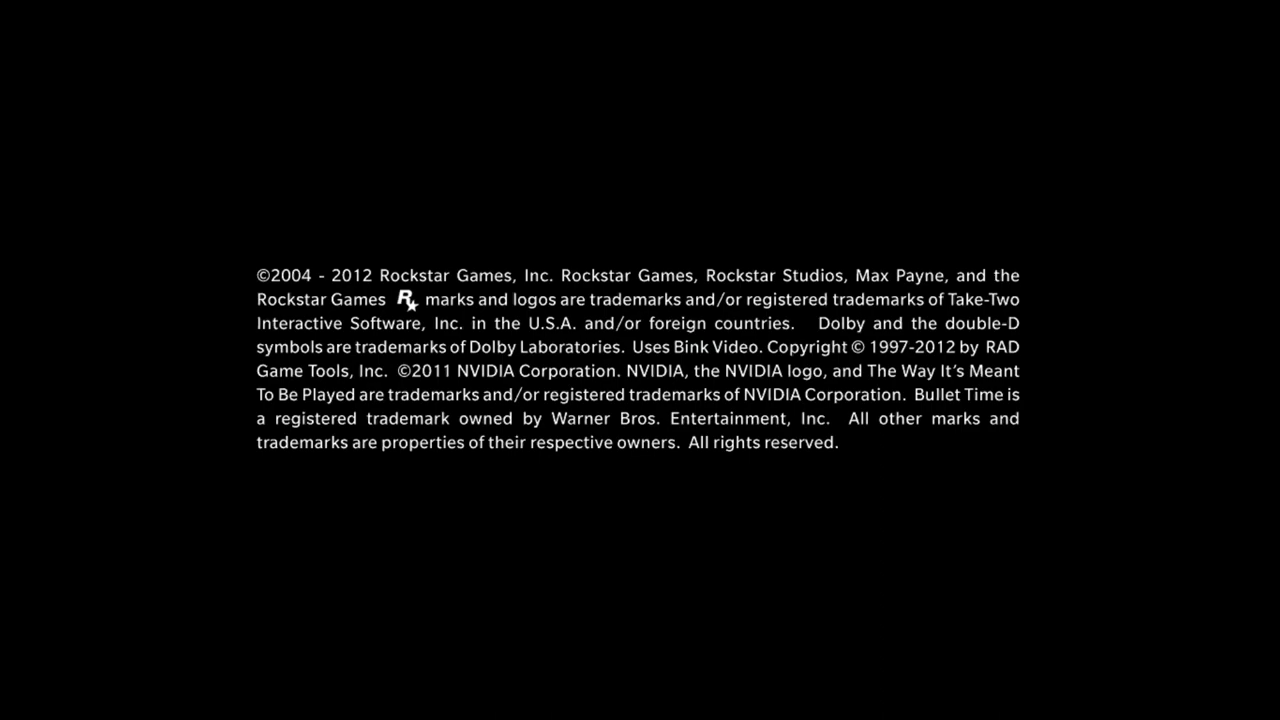 ©2004 - 2012 Rockstar Games, Inc. Rockstar Games, Rockstar Studios, Max Payne, and the
Rockstar Games R★ marks and logos are trademarks and/or registered trademarks of Take-Two
Interactive Software, Inc. in the U.S.A. and/or foreign countries. Dolby and the double-D
symbols are trademarks of Dolby Laboratories. Uses Bink Video. Copyright © 1997-2012 by RAD
Game Tools, Inc. ©2011 NVIDIA Corporation. NVIDIA, the NVIDIA logo, and The Way It’s Meant
To Be Played are trademarks and/or registered trademarks of NVIDIA Corporation. Bullet Time is
a registered trademark owned by Warner Bros. Entertainment, Inc. All other marks and
trademarks are properties of their respective owners. All rights reserved.